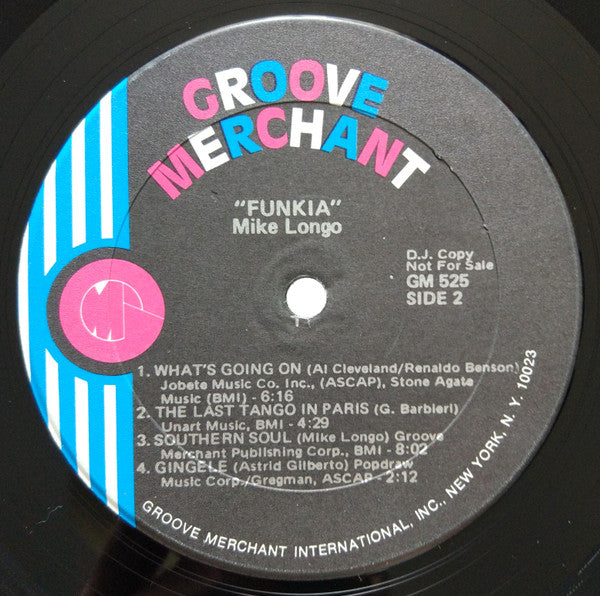 GROOVE
MERCHANT
"FUNKIA"
Mike Longo
D.J. Copy
Not For Sale
GM 525
SIDE 2
1. WHAT'S GOING ON (Al Cleveland/Renaldo Benson)
Jobete Music Co. Inc., (ASCAP), Stone Agate
Music (BMI) - 6:16
2. THE LAST TANGO IN PARIS (G. Barbieri)
Unart Music, BMI - 4:29
3. SOUTHERN SOUL (Mike Longo) Groove
Merchant Publishing Corp., BMI - 8:02
4. GINGELE (Astrid Gilberto) Popdraw
Music Corp./Gregman, ASCAP - 2:12
GROOVE MERCHANT INTERNATIONAL, INC., NEW YORK, N. Y. 10023